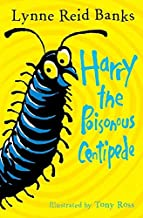 Lynne Reid Banks
Harry
the
Poisonous
Centipede
Illustrated by Tony Ross